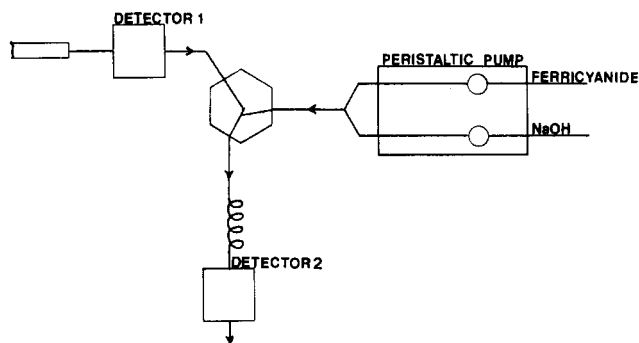 DETECTOR 1
PERISTALTIC PUMP
FERRICYANIDE
NaOH
DETECTOR 2